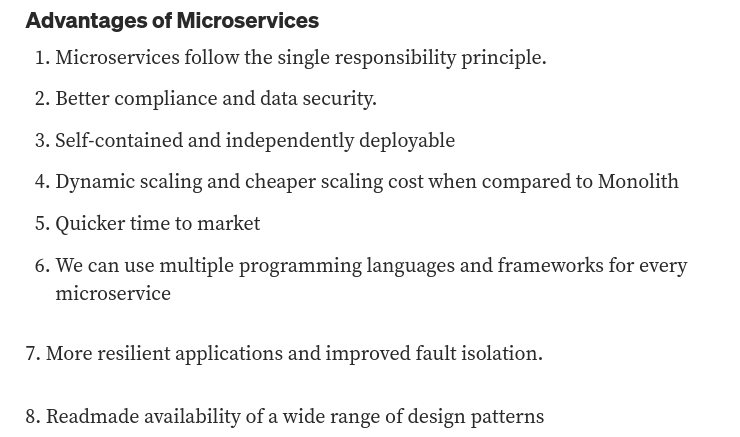 Advantages of Microservices
1. Microservices follow the single responsibility principle.
2. Better compliance and data security.
3. Self-contained and independently deployable
4. Dynamic scaling and cheaper scaling cost when compared to Monolith
5. Quicker time to market
6. We can use multiple programming languages and frameworks for every
microservice
7. More resilient applications and improved fault isolation.
8. Readmade availability of a wide range of design patterns